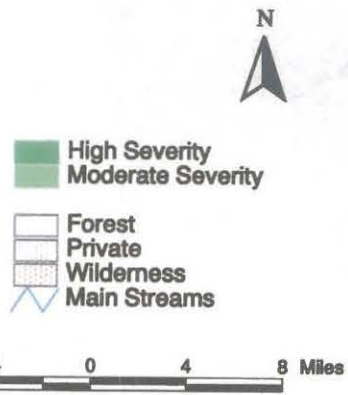 N
High Severity
Moderate Severity
Forest
Private
Wilderness
Main Streams
0 4 8 Miles